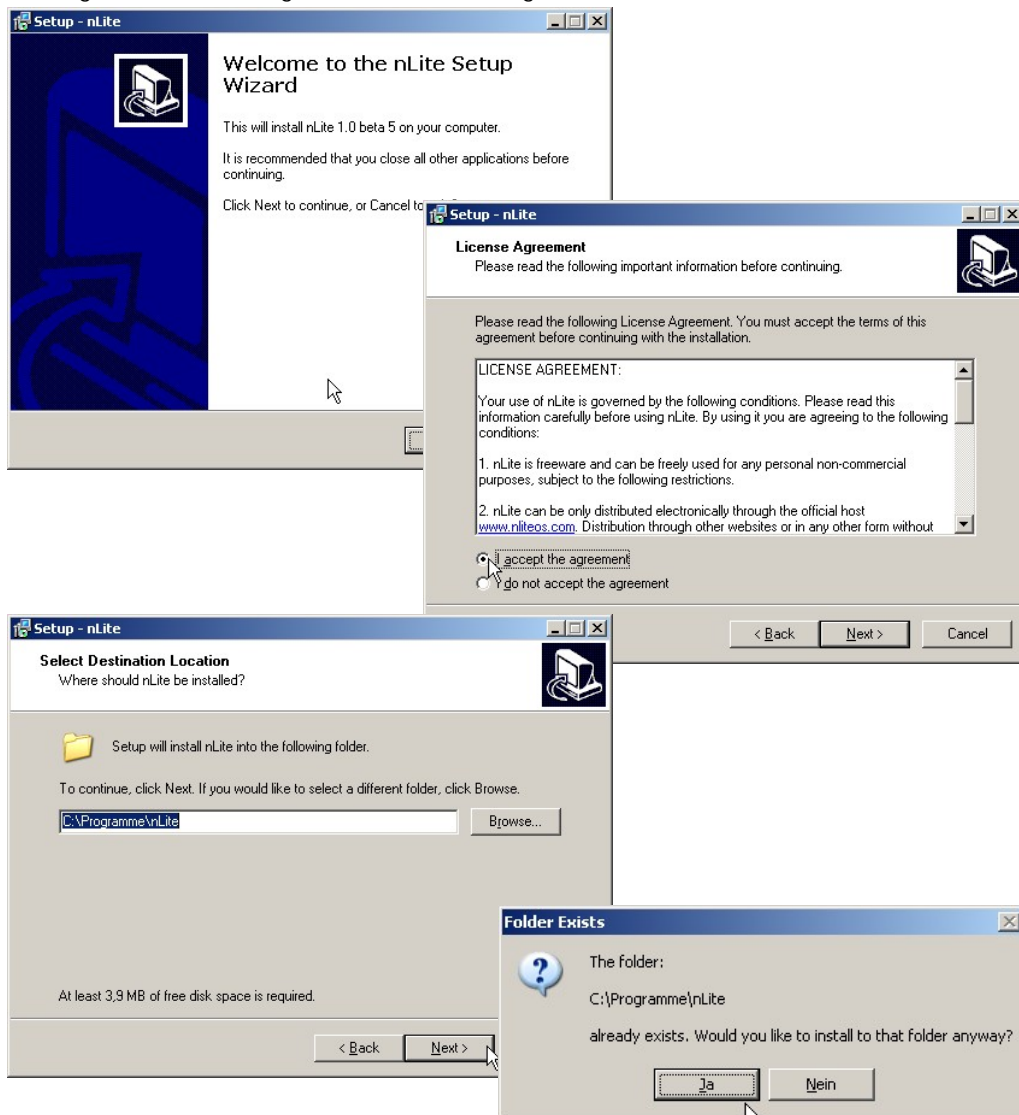 Setup - nLite
Welcome to the nLite Setup
Wizard
This will install nLite 1.0 beta 5 on your computer.
It is recommended that you close all other applications before
continuing.
Click Next to continue, or Cancel to
Setup - nLite
License Agreement
Please read the following important information before continuing.
Please read the following License Agreement. You must accept the terms of this
agreement before continuing with the installation.
LICENSE AGREEMENT:
Your use of nLite is governed by the following conditions. Please read this
information carefully before using nLite. By using it you are agreeing to the following
conditions:
1. nLite is freeware and can be freely used for any personal non-commercial
purposes, subject to the following restrictions.
2. nLite can be only distributed electronically through the official host
www.nliteos.com. Distribution through other websites or in any other form without
I accept the agreement
I do not accept the agreement
< Back
Next >
Cancel
Setup - nLite
Select Destination Location
Where should nLite be installed?
Setup will install nLite into the following folder.
To continue, click Next. If you would like to select a different folder, click Browse.
C:\Programme\nLite
Browse...
At least 3,9 MB of free disk space is required.
< Back
Next >
Folder Exists
The folder:
C:\Programme\nLite
already exists. Would you like to install to that folder anyway?
Ja
Nein